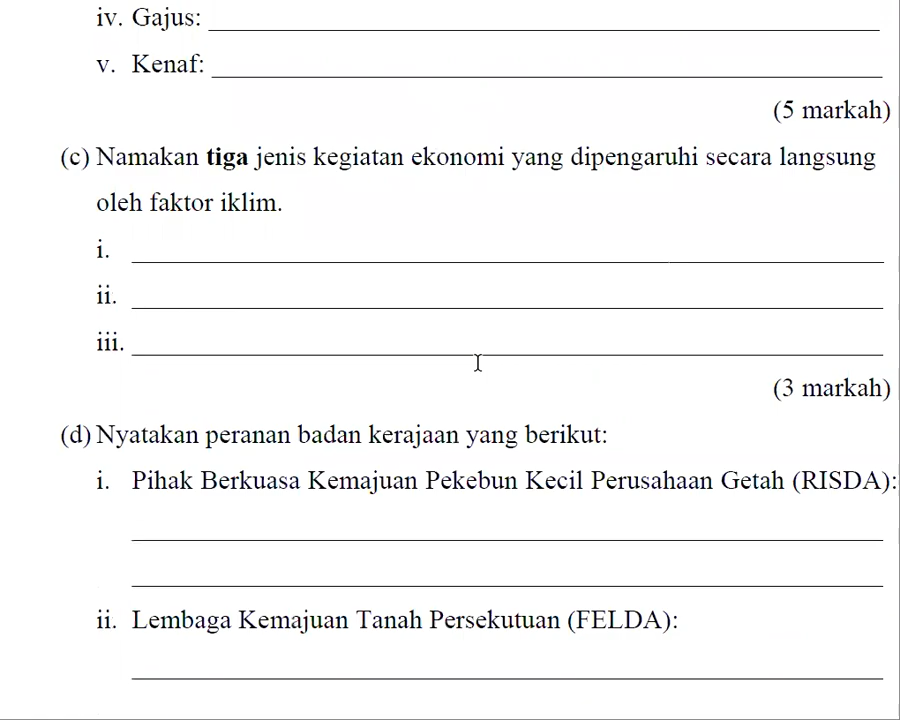 iv. Gajus:
v. Kenaf:
(5 markah)
(c) Namakan tiga jenis kegiatan ekonomi yang dipengaruhi secara langsung
oleh faktor iklim.
i.
ii.
iii.
(3 markah)
(d) Nyatakan peranan badan kerajaan yang berikut:
i. Pihak Berkuasa Kemajuan Pekebun Kecil Perusahaan Getah (RISDA):
ii. Lembaga Kemajuan Tanah Persekutuan (FELDA):